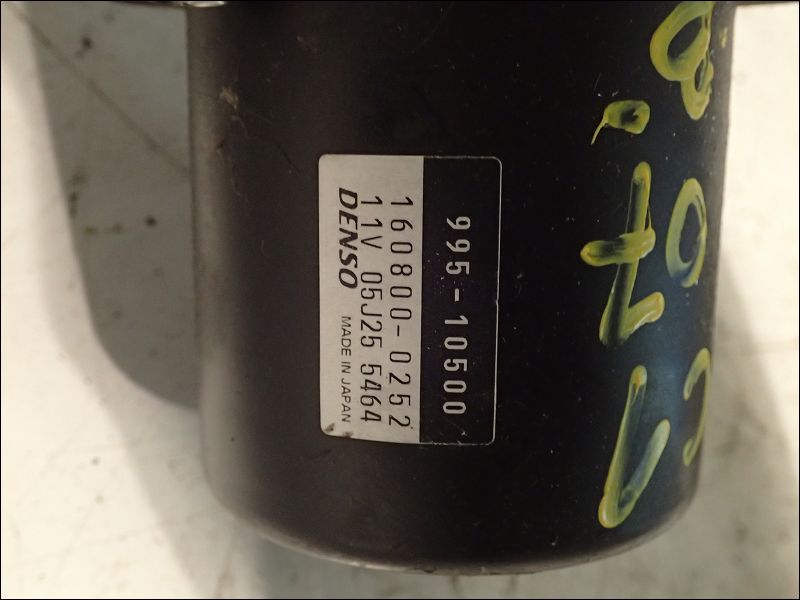 995-10500
160800-0252
11V 05J25 5464
DENSO MADE IN JAPAN